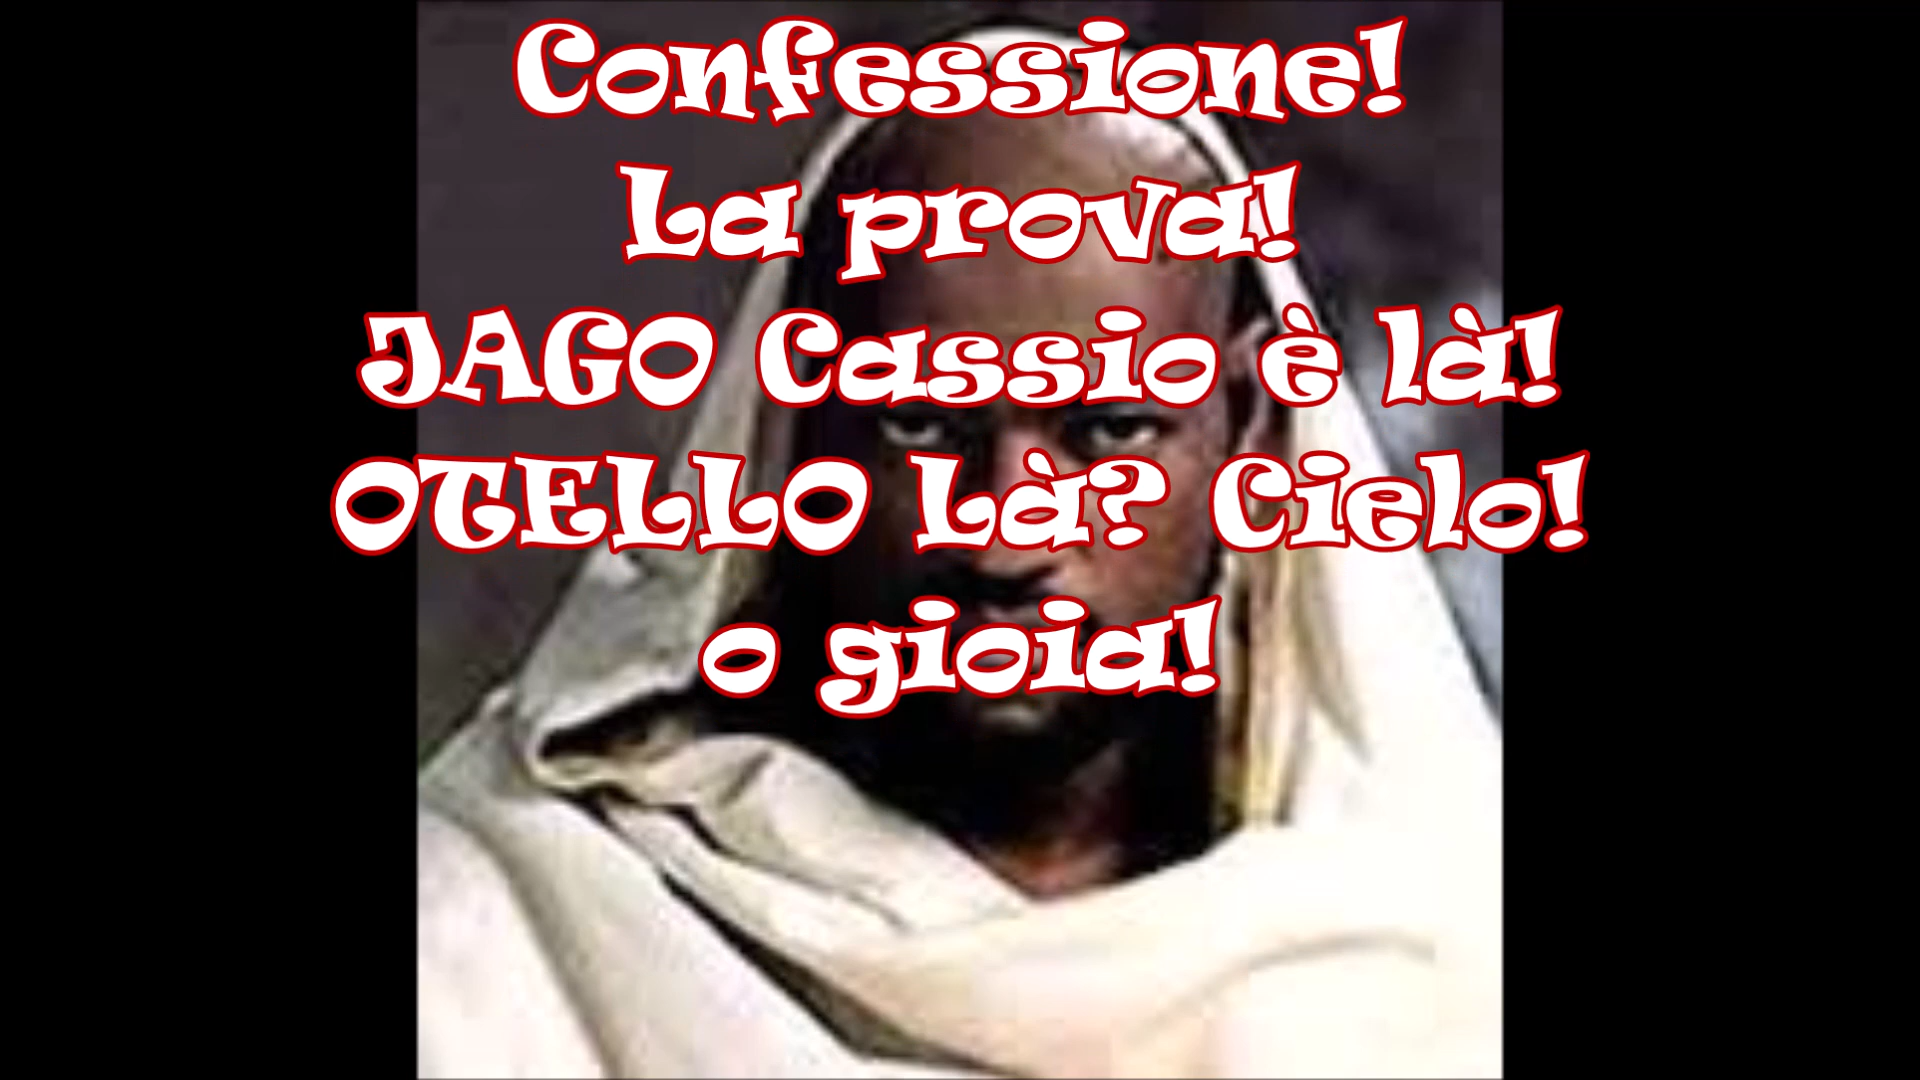 Confessione!
La prova!
JAGO Cassio è là!
OTELLO Là? Cielo!
o gioia!